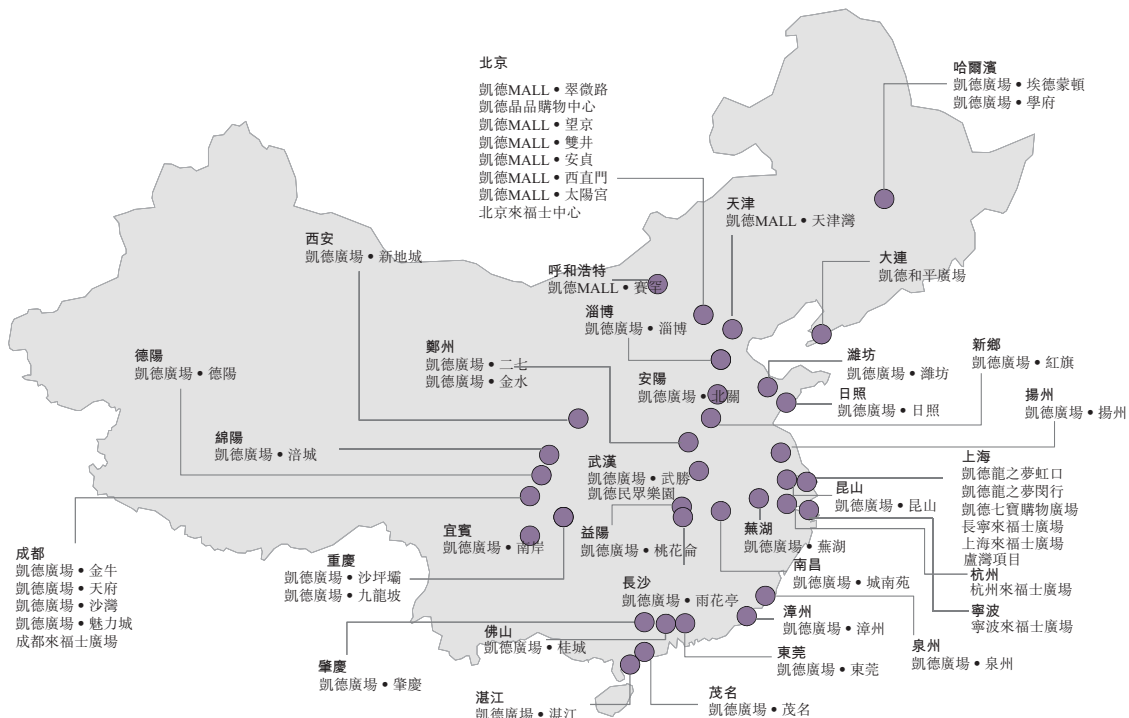 北京
凱德MALL • 翠微路
凱德晶品購物中心
凱德MALL • 望京
凱德MALL • 雙井
凱德MALL • 安貞
凱德MALL • 西直門
凱德MALL • 太陽宮
北京來福士中心
哈爾濱
凱德廣場 • 埃德蒙頓
凱德廣場 • 學府
天津
凱德MALL • 天津灣
西安
凱德廣場 • 新地城
呼和浩特
凱德MALL • 賽罕
大連
凱德和平廣場
淄博
凱德廣場 • 淄博
德陽
凱德廣場 • 德陽
鄭州
凱德廣場 • 二七
凱德廣場 • 金水
安陽
凱德廣場 • 北關
濰坊
凱德廣場 • 濰坊
新鄉
凱德廣場 • 紅旗
日照
凱德廣場 • 日照
揚州
凱德廣場 • 揚州
綿陽
凱德廣場 • 涪城
武漢
凱德廣場 • 武勝
凱德民眾樂園
上海
凱德龍之夢虹口
凱德龍之夢閔行
凱德七寶購物廣場
長寧來福士廣場
上海來福士廣場
盧灣項目
昆山
凱德廣場 • 昆山
宜賓
凱德廣場 • 南岸
益陽
凱德廣場 • 桃花侖
蕪湖
凱德廣場 • 蕪湖
成都
凱德廣場 • 金牛
凱德廣場 • 天府
凱德廣場 • 沙灣
凱德廣場 • 魅力城
成都來福士廣場
重慶
凱德廣場 • 沙坪壩
凱德廣場 • 九龍坡
南昌
凱德廣場 • 城南苑
杭州
杭州來福士廣場
長沙
凱德廣場 • 雨花亭
寧波
寧波來福士廣場
漳州
凱德廣場 • 漳州
佛山
凱德廣場 • 桂城
泉州
凱德廣場 • 泉州
東莞
凱德廣場 • 東莞
肇慶
凱德廣場 • 肇慶
湛江
凱德廣場 • 湛江
茂名
凱德廣場 • 茂名